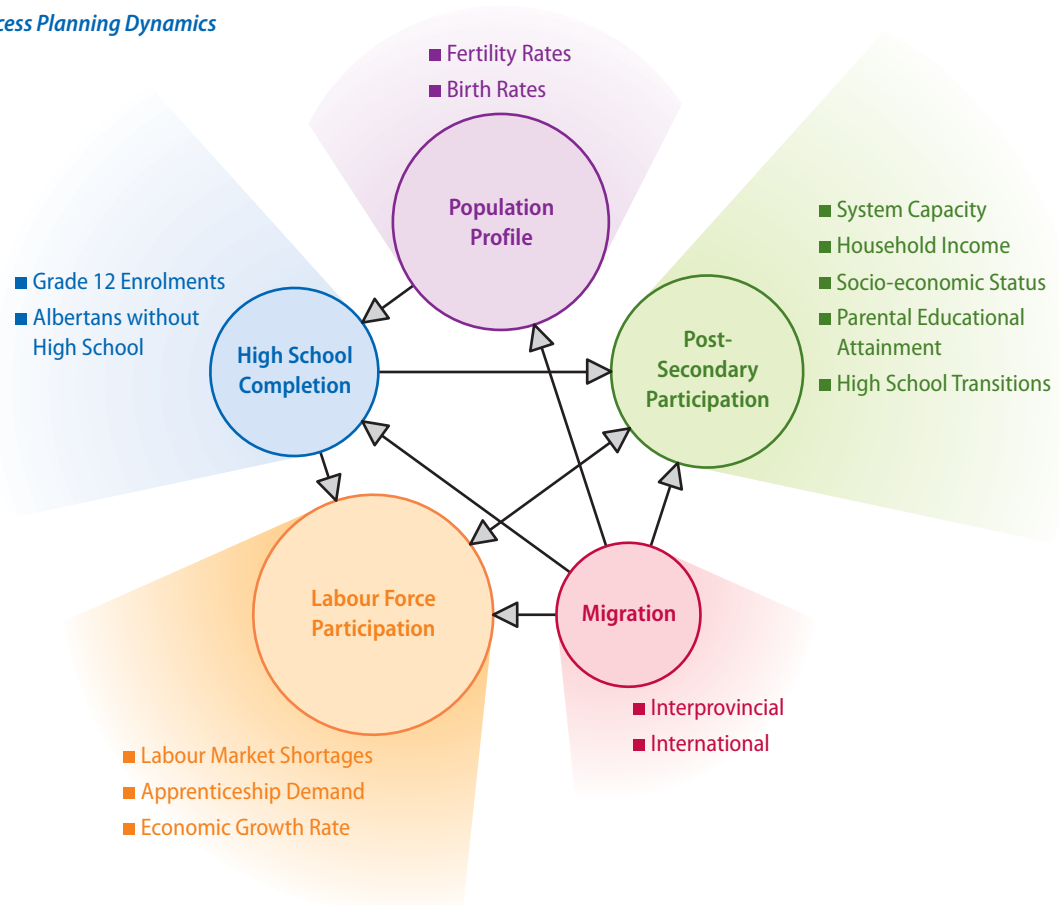 Planning Dynamics
Fertility Rates
Birth Rates
Population
Profile
System Capacity
Household Income
Socio-economic Status
Parental Educational
Attainment
High School Transitions
Grade 12 Enrolments
Albertans without
High School
High School
Completion
Post-
Secondary
Participation
Labour Force
Participation
Migration
Interprovincial
International
Labour Market Shortages
Apprenticeship Demand
Economic Growth Rate